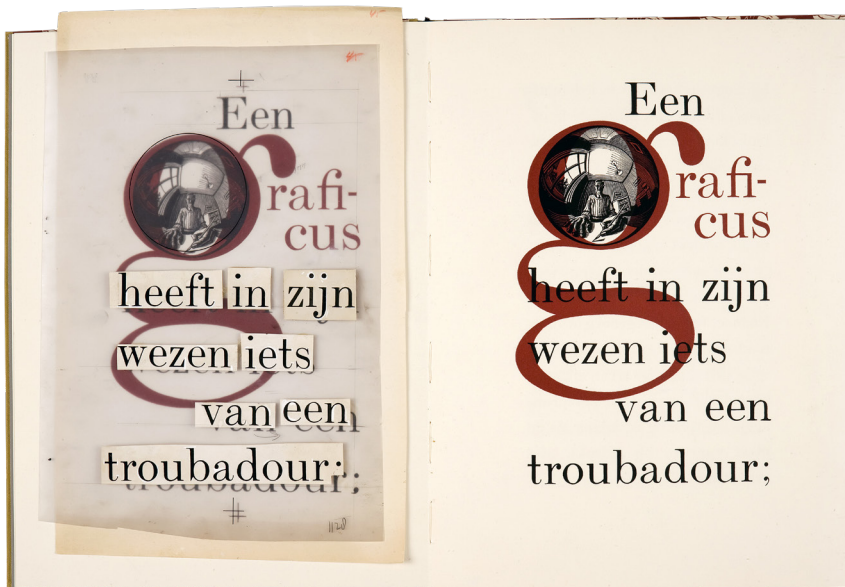 Een
grafi-
cus
heeft in zijn
wezen iets
van een
troubadour;
1128
Een
grafi-
cus
heeft in zijn
wezen iets
van een
troubadour;